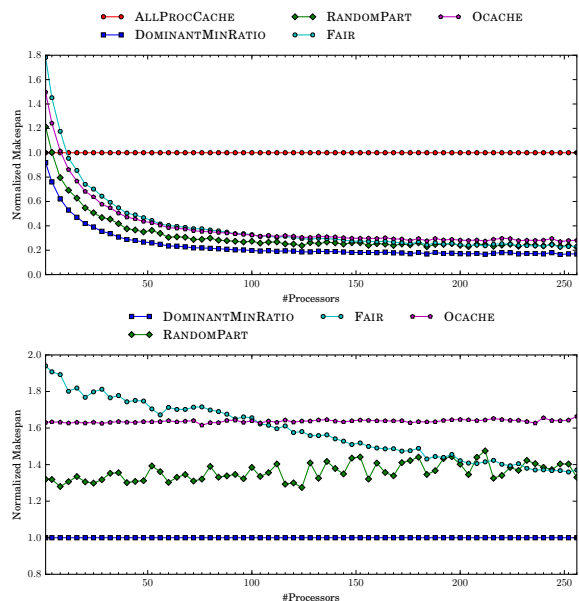 ALLPROCCACHE RANDOMPART OCACHE
DOMINANTMINRATIO FAIR
1.8
1.6
1.4
1.2
1.0
0.8
0.6
0.4
0.2
0.0
Normalized Makespan
50 100 150 200 250
#Processors
DOMINANTMINRATIO FAIR OCACHE
RANDOMPART
2.0
1.8
1.6
1.4
1.2
1.0
0.8
Normalized Makespan
50 100 150 200 250
#Processors